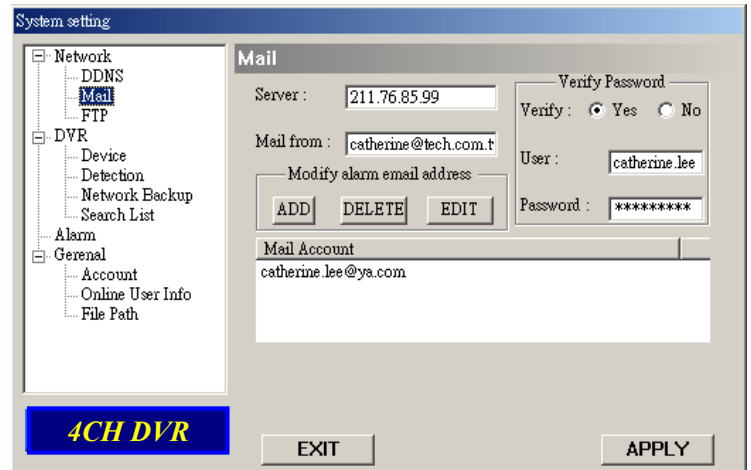 System setting
Network
DDNS
Mail
FTP
DVR
Device
Detection
Network Backup
Search List
Alarm
Gerenal
Account
Online User Info
File Path
4CH DVR
Mail
Server : 211.76.85.99
Mail from : catherine@tech.com.t
Modify alarm email address
ADD DELETE EDIT
Verify Password
Verify : Yes No
User : catherine.lee
Password : *********
Mail Account
catherine.lee@ya.com
EXIT APPLY